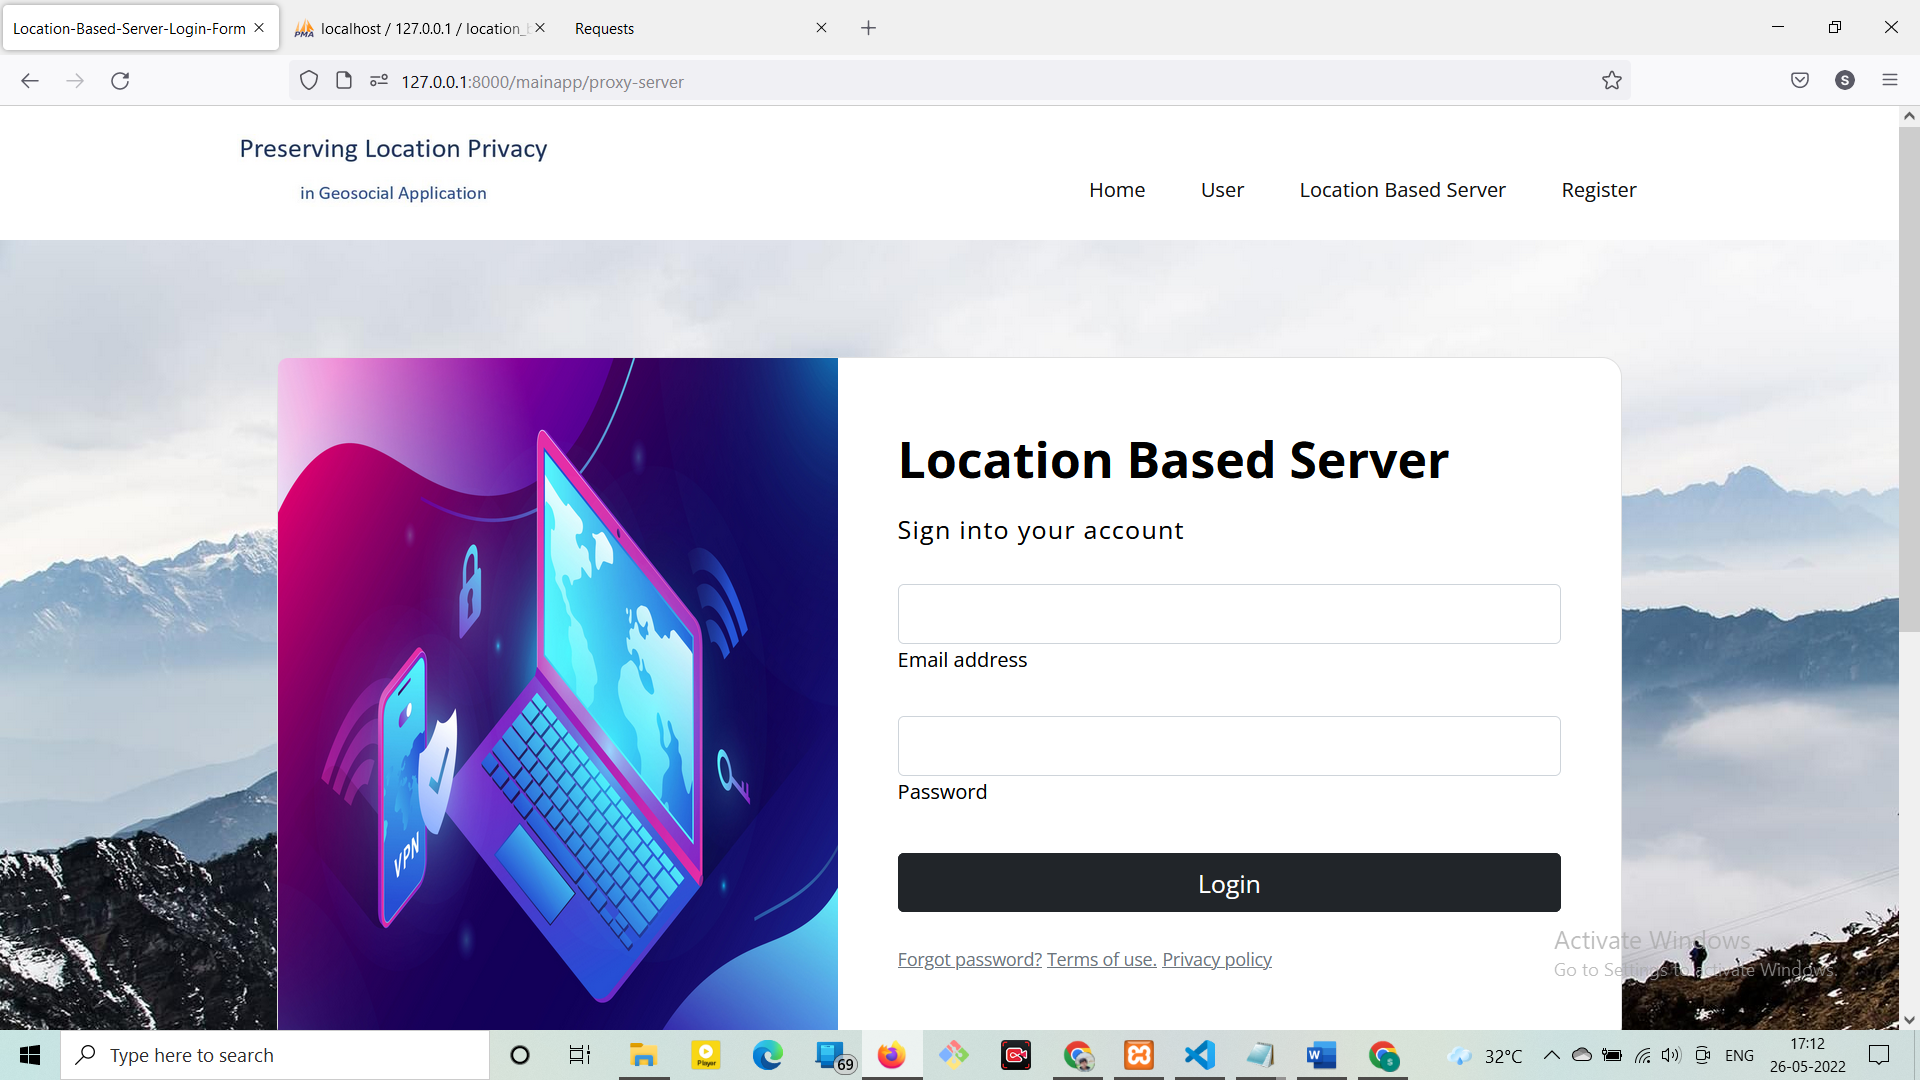 Location-Based-Server-Login-Form
localhost / 127.0.0.1 / location_b
Requests
127.0.0.1:8000/mainapp/proxy-server
S
Preserving Location Privacy
in Geosocial Application
Home
User
Location Based Server
Register
Location Based Server
Sign into your account
Email address
Password
Login
Forgot password? Terms of use. Privacy policy
VPN
Activate Windows
Go to Settings to activate Windows.
Type here to search
Player
69
32°C
ENG
17:12
26-05-2022